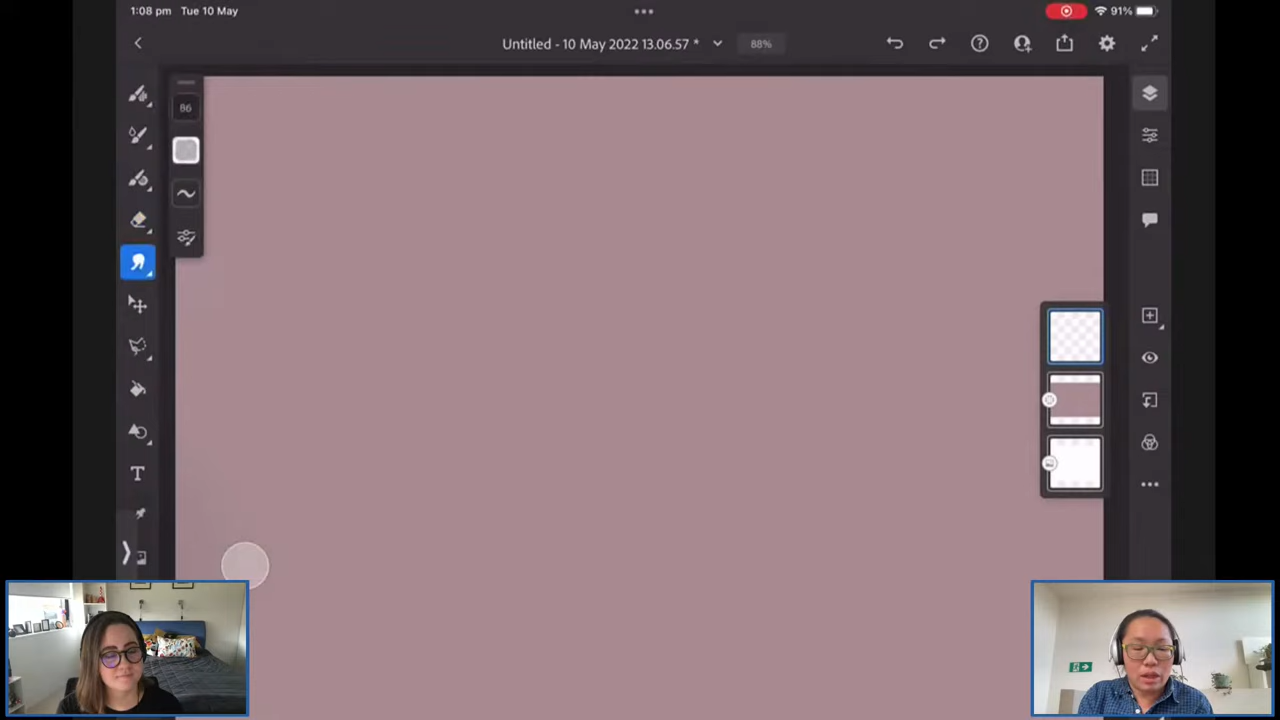 1:08 pm Tue 10 May
91%
Untitled - 10 May 2022 13.06.57 *
88%
86
T